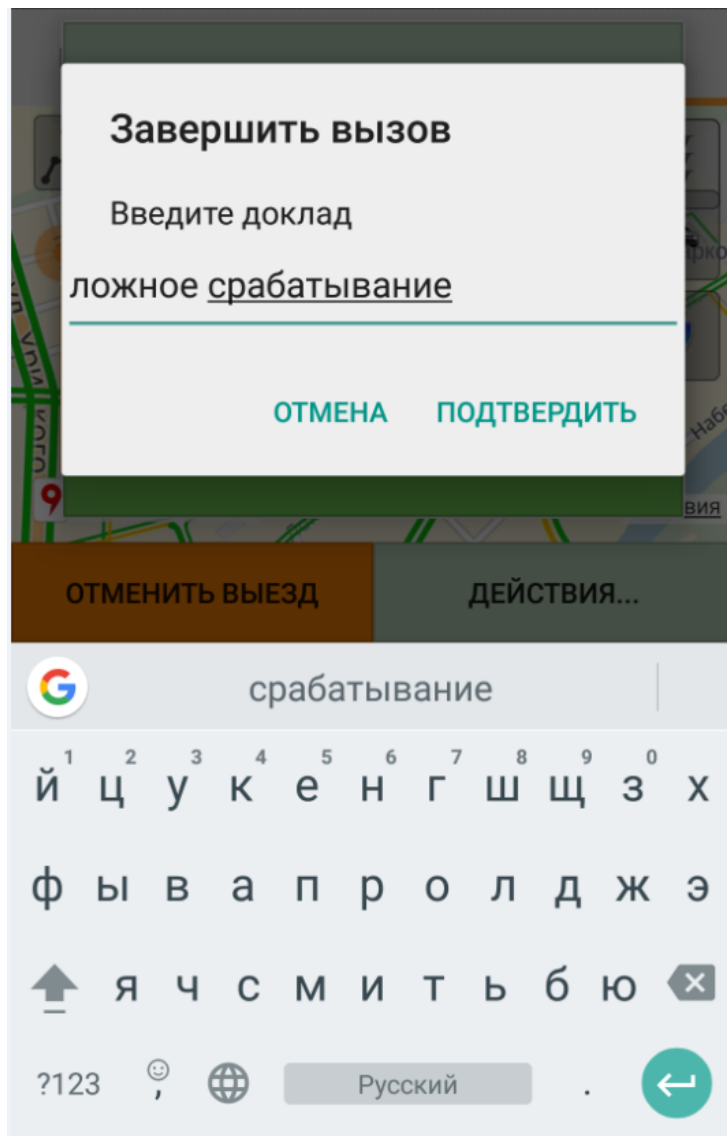 Завершить вызов
Введите доклад
ложное срабатывание
ОТМЕНА ПОДТВЕРДИТЬ
вия
ОТМЕНИТЬ ВЫЕЗД ДЕЙСТВИЯ...
G срабатывание
1 2 3 4 5 6 7 8 9 0
й ц у к е н г ш щ з х
ф ы в а п р о л д ж э
я ч с м и т ь б ю
?123 , Русский .